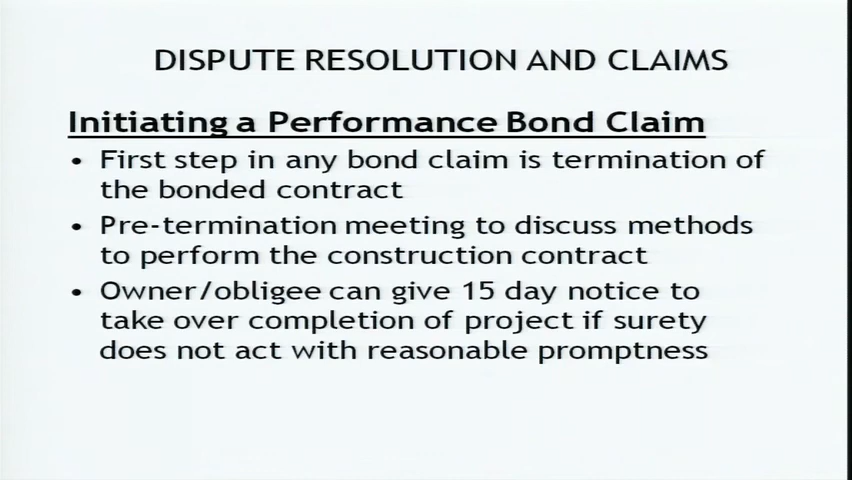 DISPUTE RESOLUTION AND CLAIMS
Initiating a Performance Bond Claim
• First step in any bond claim is termination of
the bonded contract
• Pre-termination meeting to discuss methods
to perform the construction contract
• Owner/obligee can give 15 day notice to
take over completion of project if surety
does not act with reasonable promptness